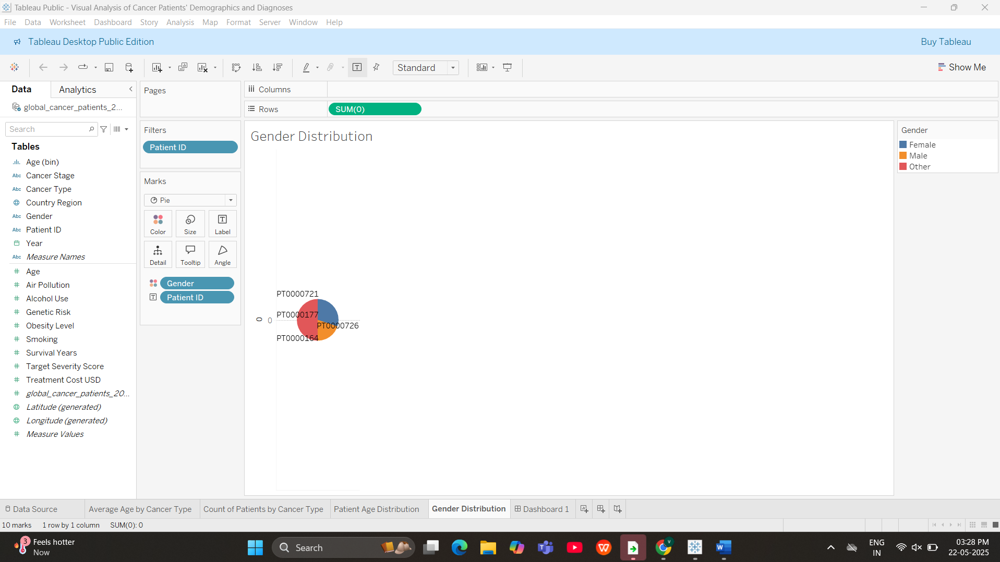 Tableau Public - Visual Analysis of Cancer Patients' Demographics and Diagnoses
File Data Worksheet Dashboard Story Analysis Map Format Server Window Help
Tableau Desktop Public Edition
Buy Tableau
Standard
Show Me
Data
Analytics
global_cancer_patients_2...
Search
Tables
Age (bin)
Abc Cancer Stage
Abc Cancer Type
Country Region
Abc Gender
Abc Patient ID
Year
Abc Measure Names
Age
Air Pollution
Alcohol Use
Genetic Risk
Obesity Level
Smoking
Survival Years
Target Severity Score
Treatment Cost USD
global_cancer_patients_20...
Latitude (generated)
Longitude (generated)
Measure Values
Pages
Filters
Patient ID
Marks
Pie
Color Size Label
Detail Tooltip Angle
Gender
Patient ID
Columns
Rows
SUM(0)
Gender Distribution
PT0000721
PT0000177
0 0
PT0000726
PT0000164
Gender
Female
Male
Other
Data Source Average Age by Cancer Type Count of Patients by Cancer Type Patient Age Distribution Gender Distribution Dashboard 1
10 marks 1 row by 1 column SUM(0): 0
3
Feels hotter
Now
Search
V
ENG
IN
03:28 PM
22-05-2025